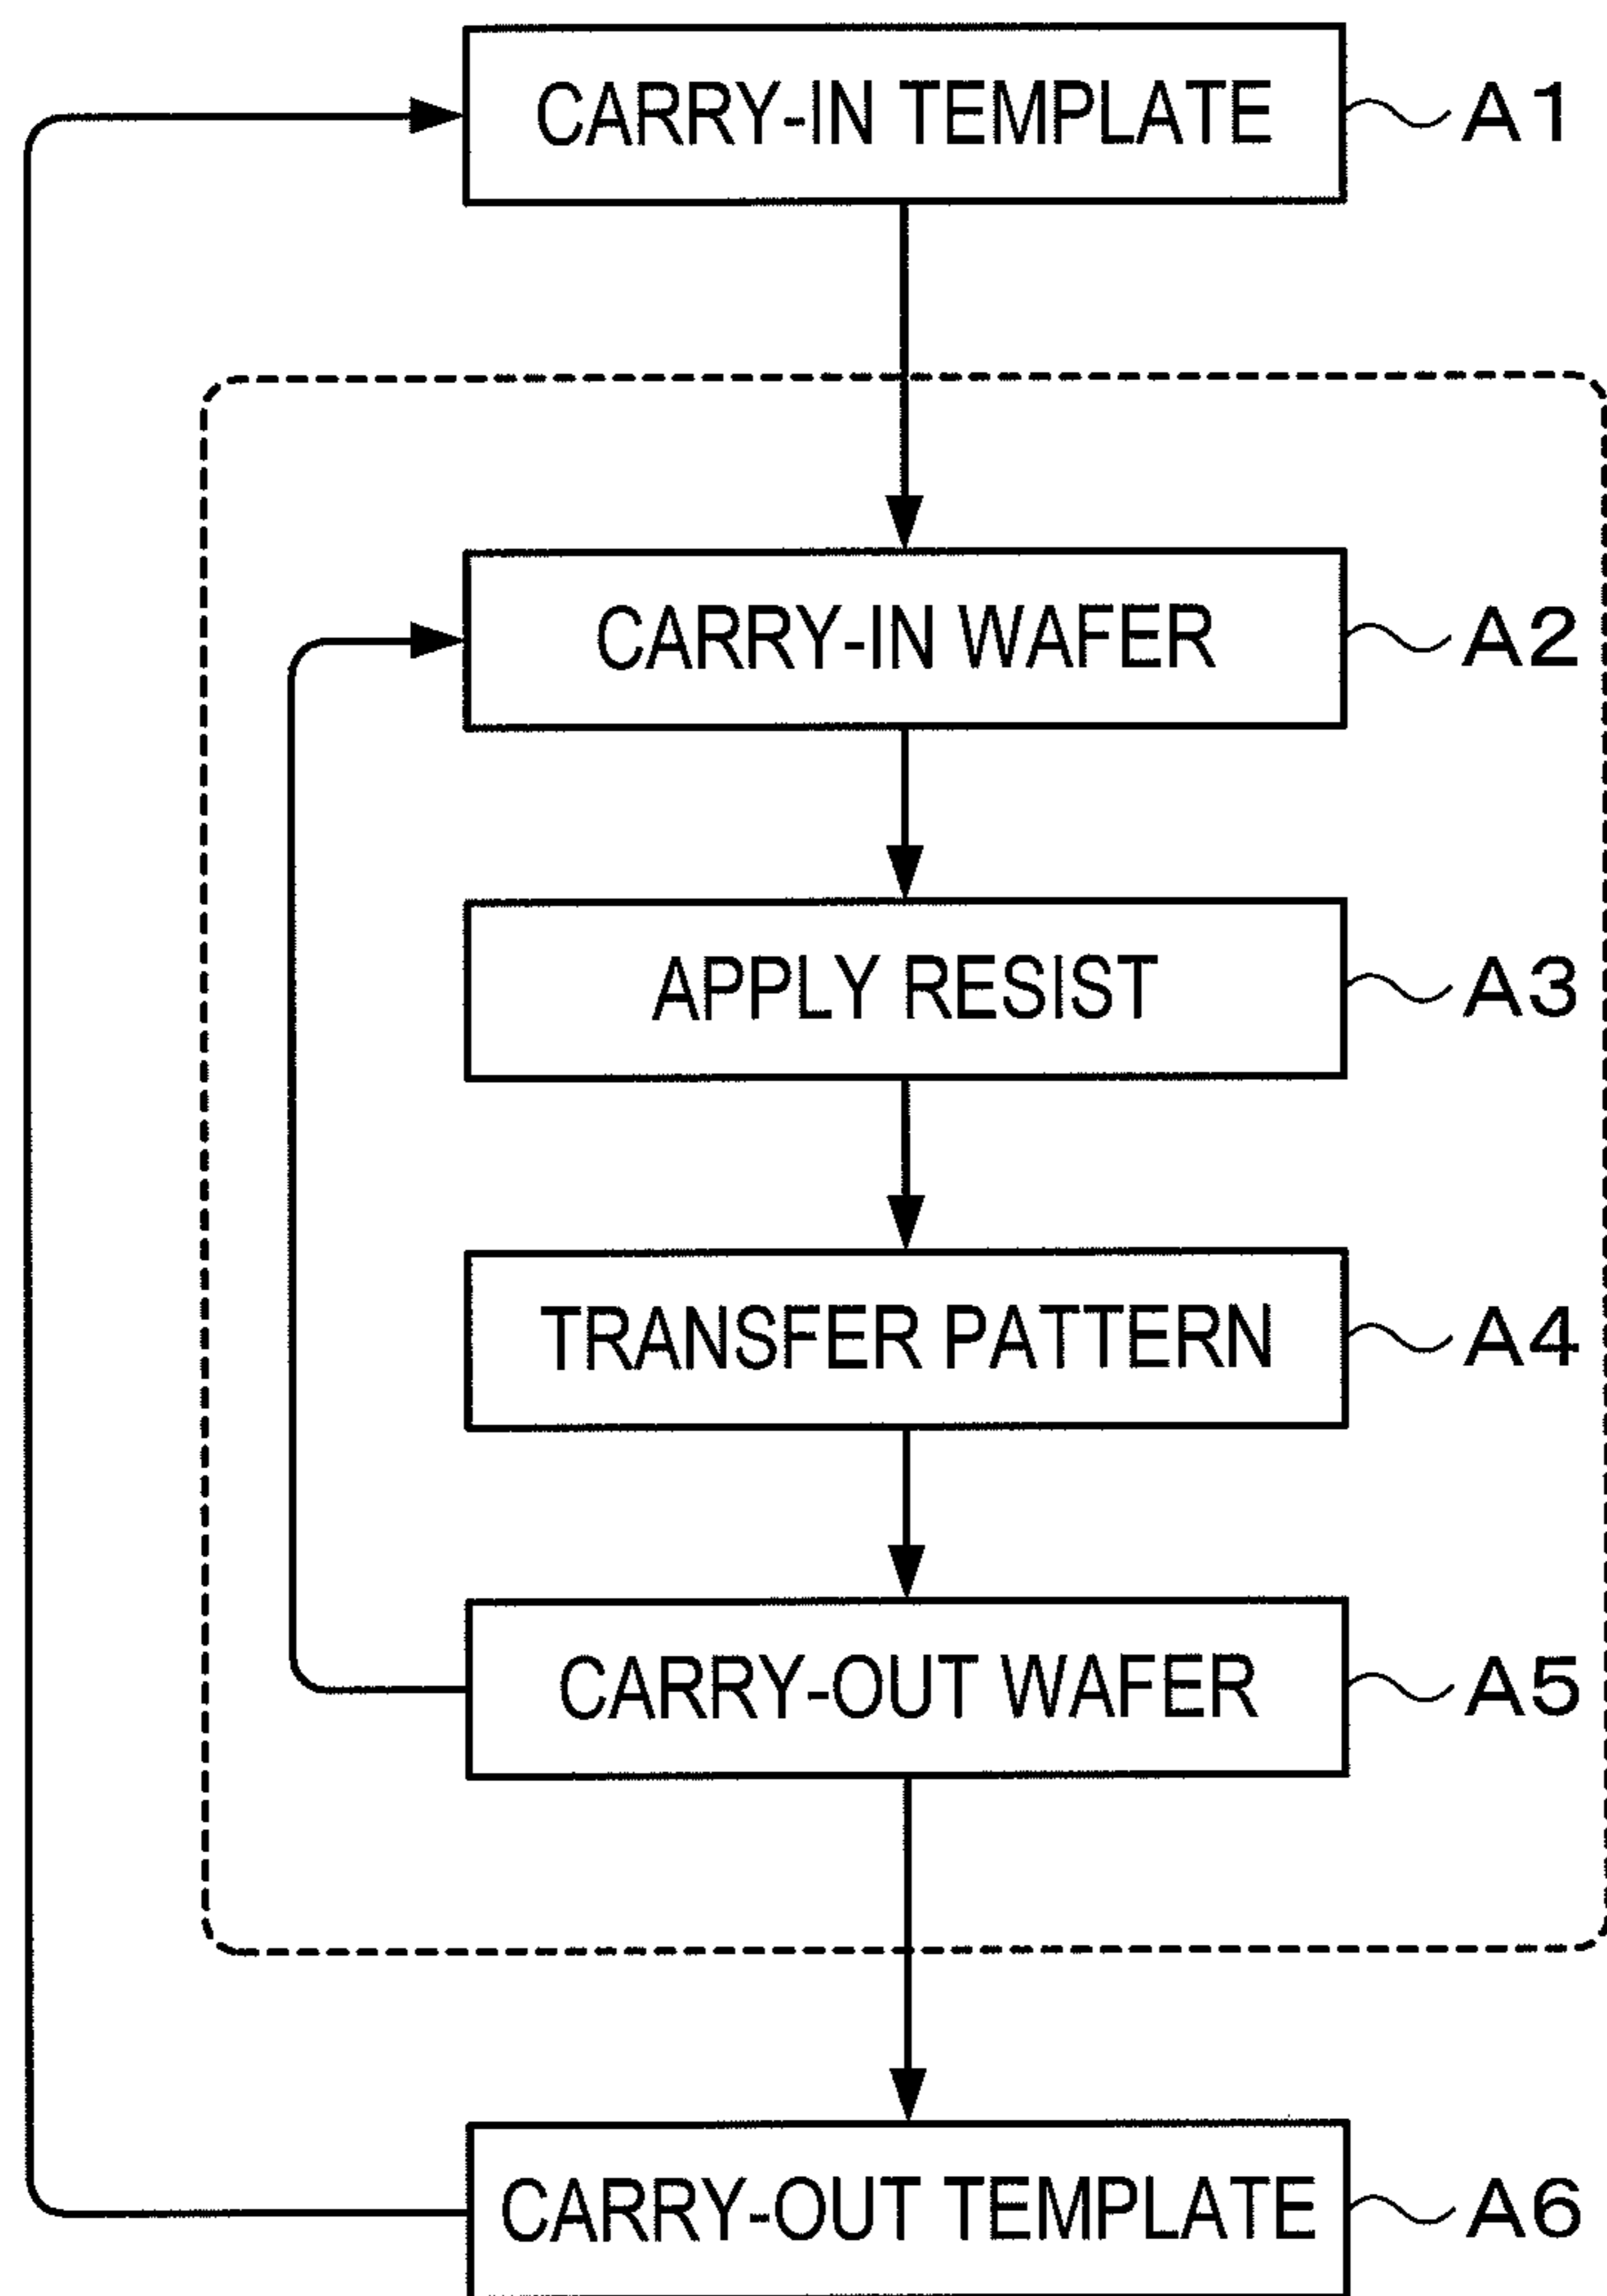 CARRY-IN TEMPLATE A1
CARRY-IN WAFER A2
APPLY RESIST A3
TRANSFER PATTERN A4
CARRY-OUT WAFER A5
CARRY-OUT TEMPLATE A6